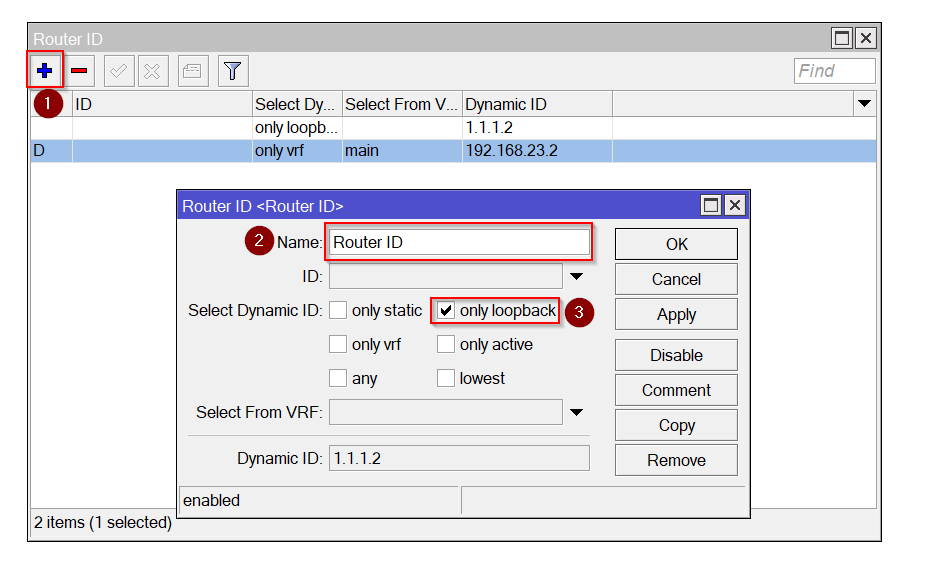 Router ID
Find
1 ID Select Dy... Select From V... Dynamic ID
only loopb... 1.1.1.2
D only vrf main 192.168.23.2
Router ID <Router ID>
2 Name: Router ID OK
ID: Cancel
Select Dynamic ID: only static only loopback 3 Apply
only vrf only active Disable
any lowest Comment
Select From VRF: Copy
Dynamic ID: 1.1.1.2 Remove
enabled
2 items (1 selected)